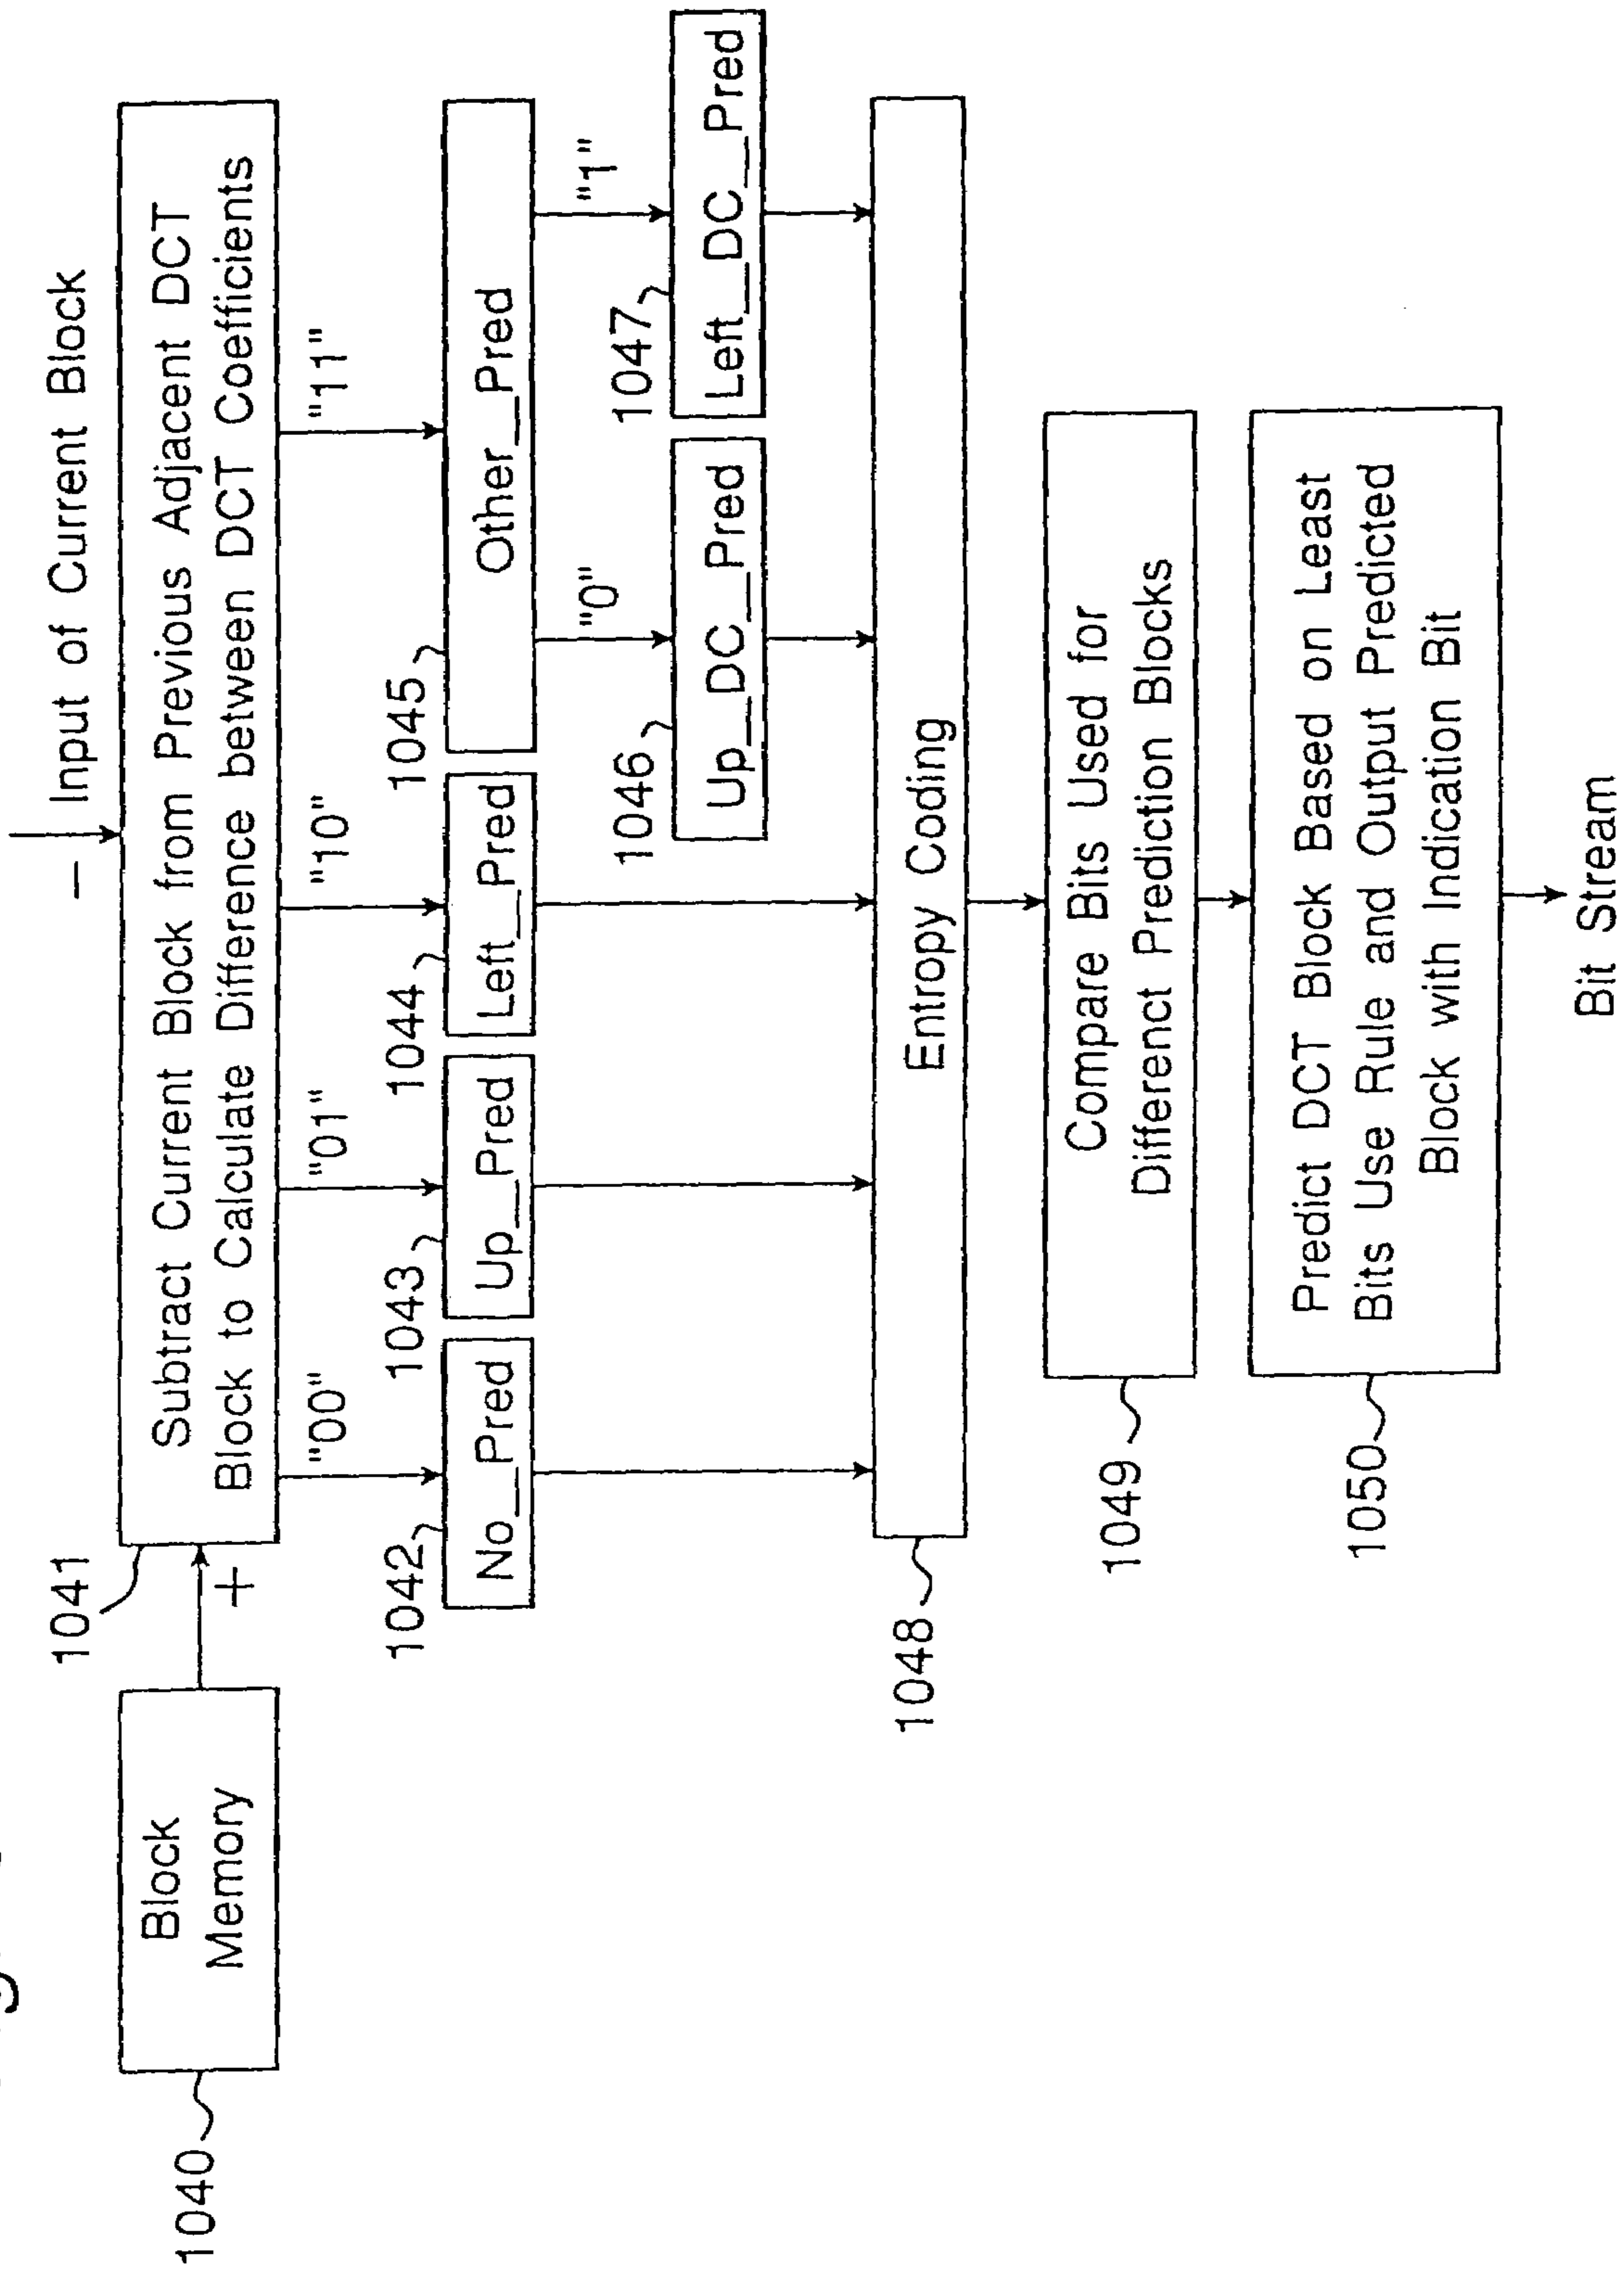 — Input of Current Block
1041
Subtract Current Block from Previous Adjacent DCT
Block to Calculate Difference between DCT Coefficients
1040
Block
Memory
+
"00"
"01"
"10"
"11"
1042
No_Pred
1043
Up_Pred
1044
Left_Pred
1045
Other_Pred
"0"
"1"
1046
Up_DC_Pred
1047
Left_DC_Pred
1048
Entropy Coding
1049
Compare Bits Used for
Differenct Prediction Blocks
1050
Predict DCT Block Based on Least
Bits Use Rule and Output Predicted
Block with Indication Bit
Bit Stream